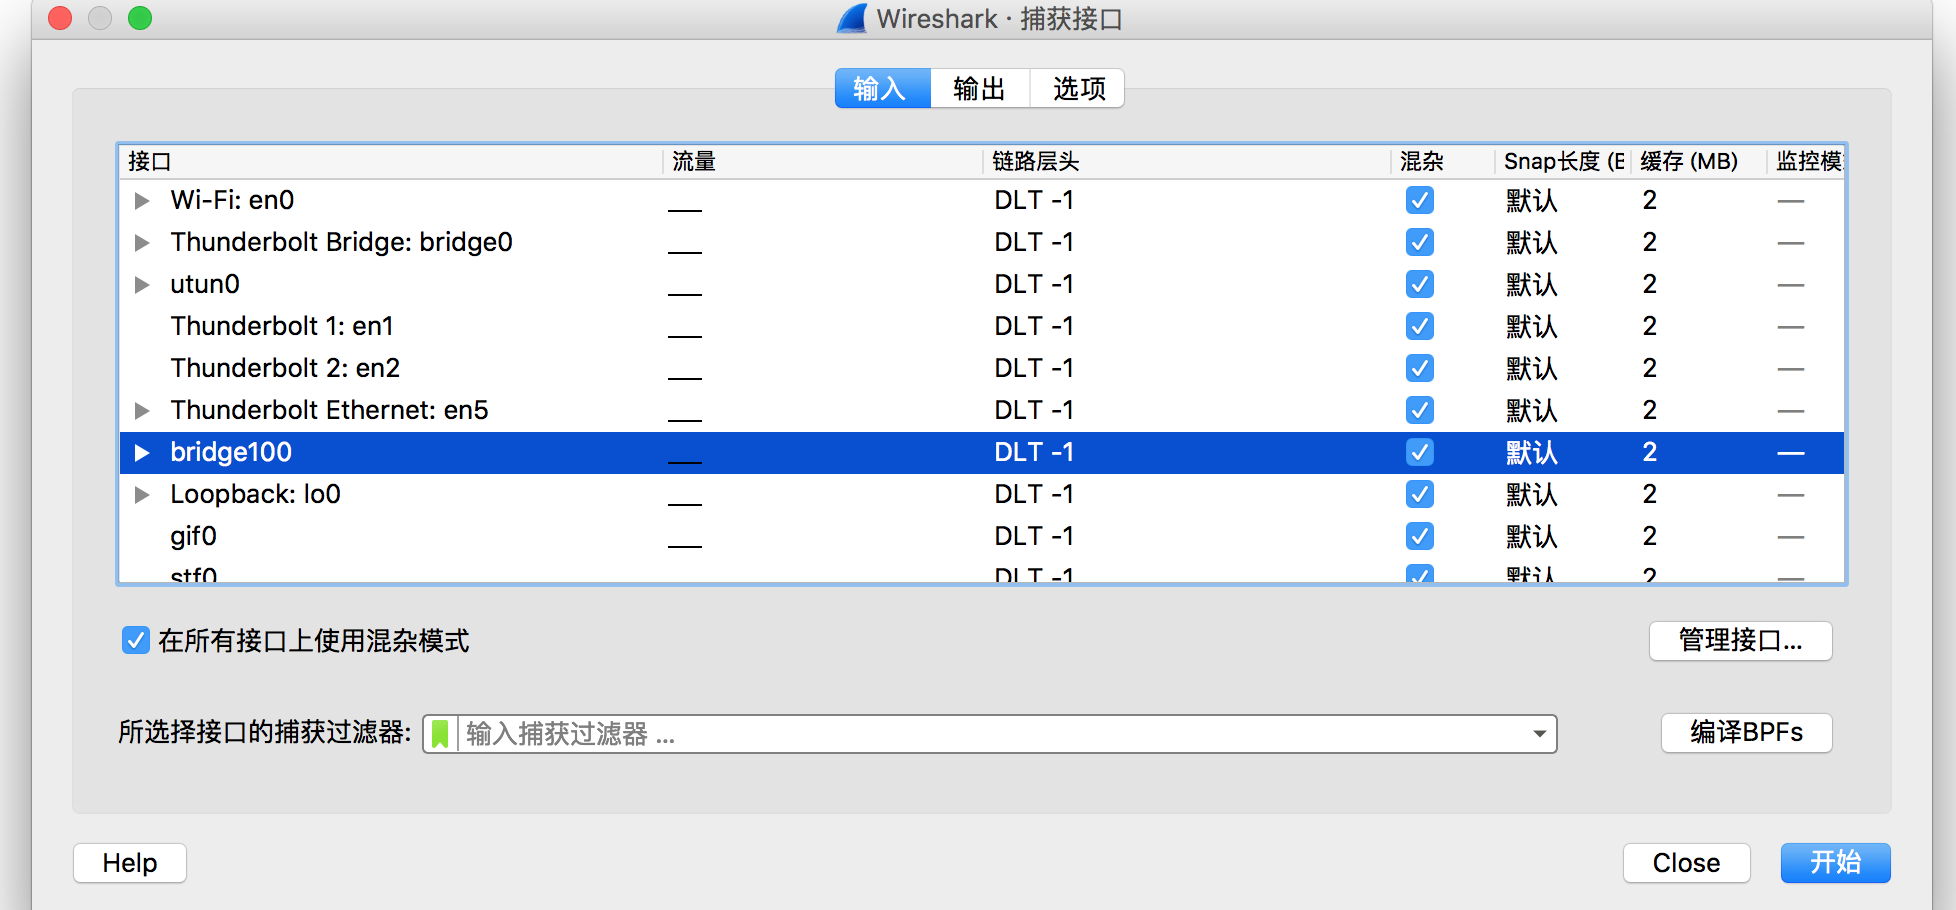 Wireshark · 捕获接口
输入 输出 选项
接口 流量 链路层头 混杂 Snap长度 (E 缓存 (MB) 监控模
Wi-Fi: en0 DLT -1 默认 2 —
Thunderbolt Bridge: bridge0 DLT -1 默认 2 —
utun0 DLT -1 默认 2 —
Thunderbolt 1: en1 DLT -1 默认 2 —
Thunderbolt 2: en2 DLT -1 默认 2 —
Thunderbolt Ethernet: en5 DLT -1 默认 2 —
bridge100 DLT -1 默认 2 —
Loopback: lo0 DLT -1 默认 2 —
gif0 DLT -1 默认 2 —
stf0 DLT -1 默认 2 —
在所有接口上使用混杂模式 管理接口...
所选择接口的捕获过滤器: 输入捕获过滤器 ... 编译BPFs
Help Close 开始